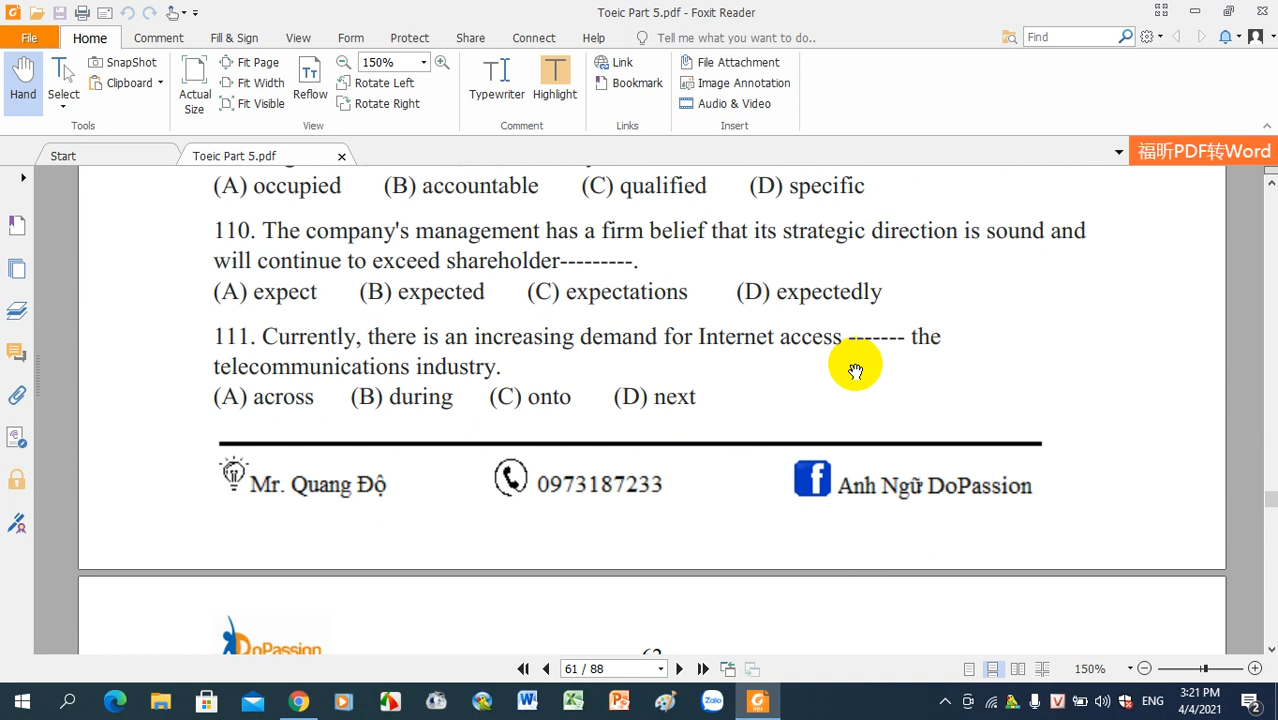 Toeic Part 5.pdf - Foxit Reader
File Home Comment Fill & Sign View Form Protect Share Connect Help Tell me what you want to do.. Find
Hand
Select
SnapShot
Clipboard
Tools
Actual Size
Fit Page
Fit Width
Fit Visible
Reflow
150%
Rotate Left
Rotate Right
View
Typewriter
Highlight
Comment
Link
Bookmark
Links
File Attachment
Image Annotation
Audio & Video
Insert
Start
Toeic Part 5.pdf
福昕PDF转Word
(A) occupied (B) accountable (C) qualified (D) specific
110. The company's management has a firm belief that its strategic direction is sound and
will continue to exceed shareholder---------.
(A) expect (B) expected (C) expectations (D) expectedly
111. Currently, there is an increasing demand for Internet access ------- the
telecommunications industry.
(A) across (B) during (C) onto (D) next
Mr. Quang Độ 0973187233 Anh Ngữ DoPassion
DoPassion
62
61 / 88
150%
ENG
3:21 PM
4/4/2021
2